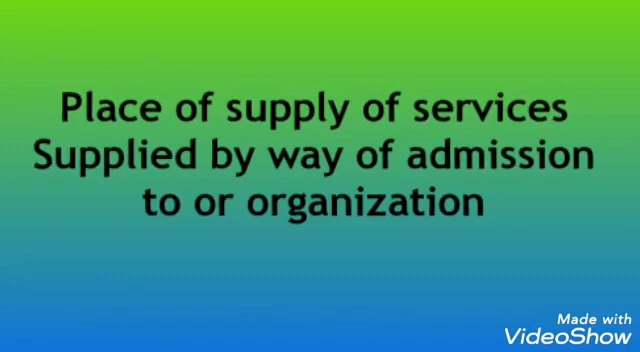 Place of supply of services
Supplied by way of admission
to or organization
Made with
VideoShow